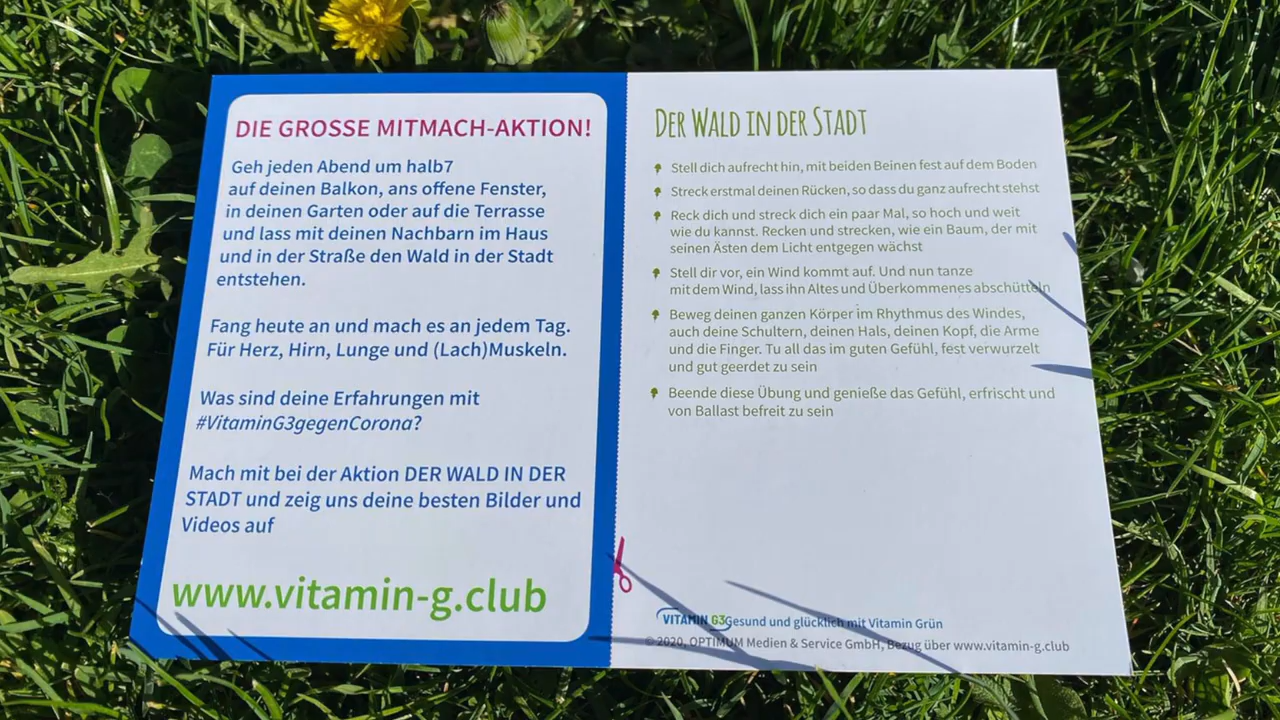 DIE GROSSE MITMACH-AKTION!
Geh jeden Abend um halb7
auf deinen Balkon, ans offene Fenster,
in deinen Garten oder auf die Terrasse
und lass mit deinen Nachbarn im Haus
und in der Straße den Wald in der Stadt
entstehen.
Fang heute an und mach es an jedem Tag.
Für Herz, Hirn, Lunge und (Lach)Muskeln.
Was sind deine Erfahrungen mit
#VitaminG3gegenCorona?
Mach mit bei der Aktion DER WALD IN DER
STADT und zeig uns deine besten Bilder und
Videos auf
www.vitamin-g.club
DER WALD IN DER STADT
Stell dich aufrecht hin, mit beiden Beinen fest auf dem Boden
Streck erstmal deinen Rücken, so dass du ganz aufrecht stehst
Reck dich und streck dich ein paar Mal, so hoch und weit
wie du kannst. Recken und strecken, wie ein Baum, der mit
seinen Ästen dem Licht entgegen wächst
Stell dir vor, ein Wind kommt auf. Und nun tanze
mit dem Wind, lass ihn Altes und Überkommenes abschütteln
Beweg deinen ganzen Körper im Rhythmus des Windes,
auch deine Schultern, deinen Hals, deinen Kopf, die Arme
und die Finger. Tu all das im guten Gefühl, fest verwurzelt
und gut geerdet zu sein
Beende diese Übung und genieße das Gefühl, erfrischt und
von Ballast befreit zu sein
VITAMIN G3 Gesund und glücklich mit Vitamin Grün
© 2020, OPTIMUM Medien & Service GmbH, Bezug über www.vitamin-g.club